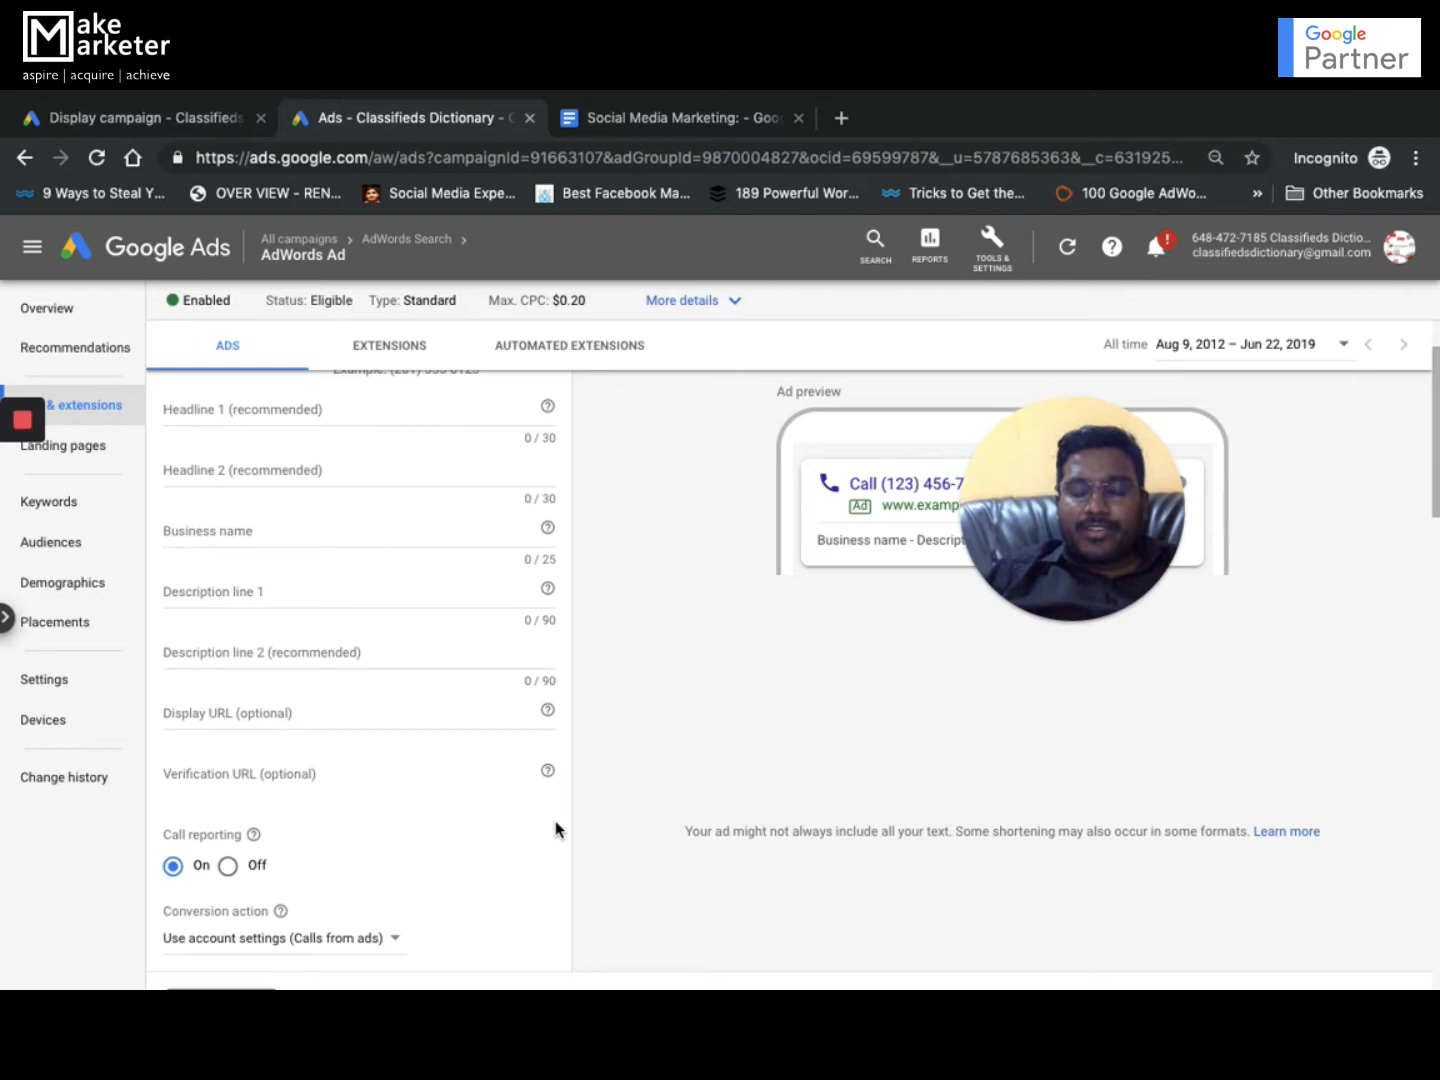 Make
Marketer
aspire | acquire | achieve
Google
Partner
Display campaign - Classifieds
Ads - Classifieds Dictionary -
Social Media Marketing: - Goo
https://ads.google.com/aw/ads?campaignId=91663107&adGroupId=9870004827&ocid=69599787&__u=5787685363&__c=631925...
Incognito
9 Ways to Steal Y...
OVER VIEW - REN...
Social Media Expe...
Best Facebook Ma...
189 Powerful Wor...
Tricks to Get the...
100 Google AdWo...
»
Other Bookmarks
Google Ads
All campaigns > AdWords Search >
AdWords Ad
SEARCH
REPORTS
TOOLS &
SETTINGS
648-472-7185 Classifieds Dictio...
classifiedsdictionary@gmail.com
Overview
Recommendations
& extensions
Landing pages
Keywords
Audiences
Demographics
Placements
Settings
Devices
Change history
Enabled Status: Eligible Type: Standard Max. CPC: $0.20 More details
ADS EXTENSIONS AUTOMATED EXTENSIONS
All time Aug 9, 2012 – Jun 22, 2019
Example: (201) 555-0123
Headline 1 (recommended)
0 / 30
Headline 2 (recommended)
0 / 30
Business name
0 / 25
Description line 1
0 / 90
Description line 2 (recommended)
0 / 90
Display URL (optional)
Verification URL (optional)
Call reporting
On Off
Conversion action
Use account settings (Calls from ads)
Ad preview
Call (123) 456-7
Ad www.examp
Business name - Descript
Your ad might not always include all your text. Some shortening may also occur in some formats. Learn more